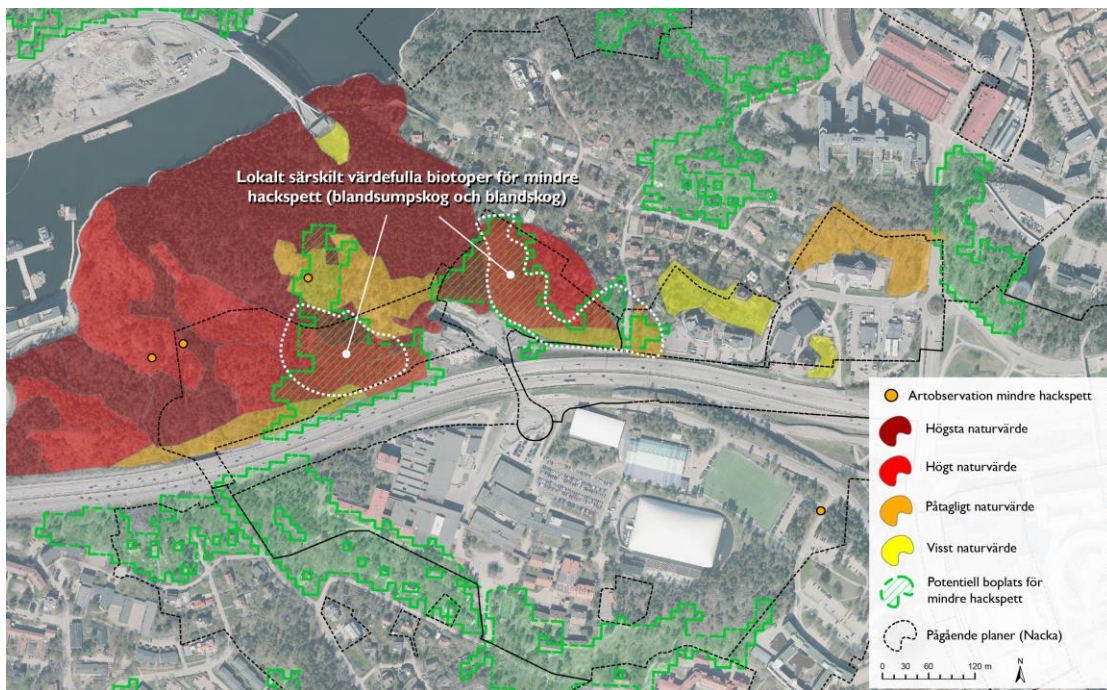 Lokalt särskilt värdefulla biotoper för mindre
hackspett (blandsumpskog och blandskog)
Artobservation mindre hackspett
Högsta naturvärde
Högt naturvärde
Påtagligt naturvärde
Visst naturvärde
Potentiell boplats för
mindre hackspett
Pågående planer (Nacka)
0 30 60 120 m
N